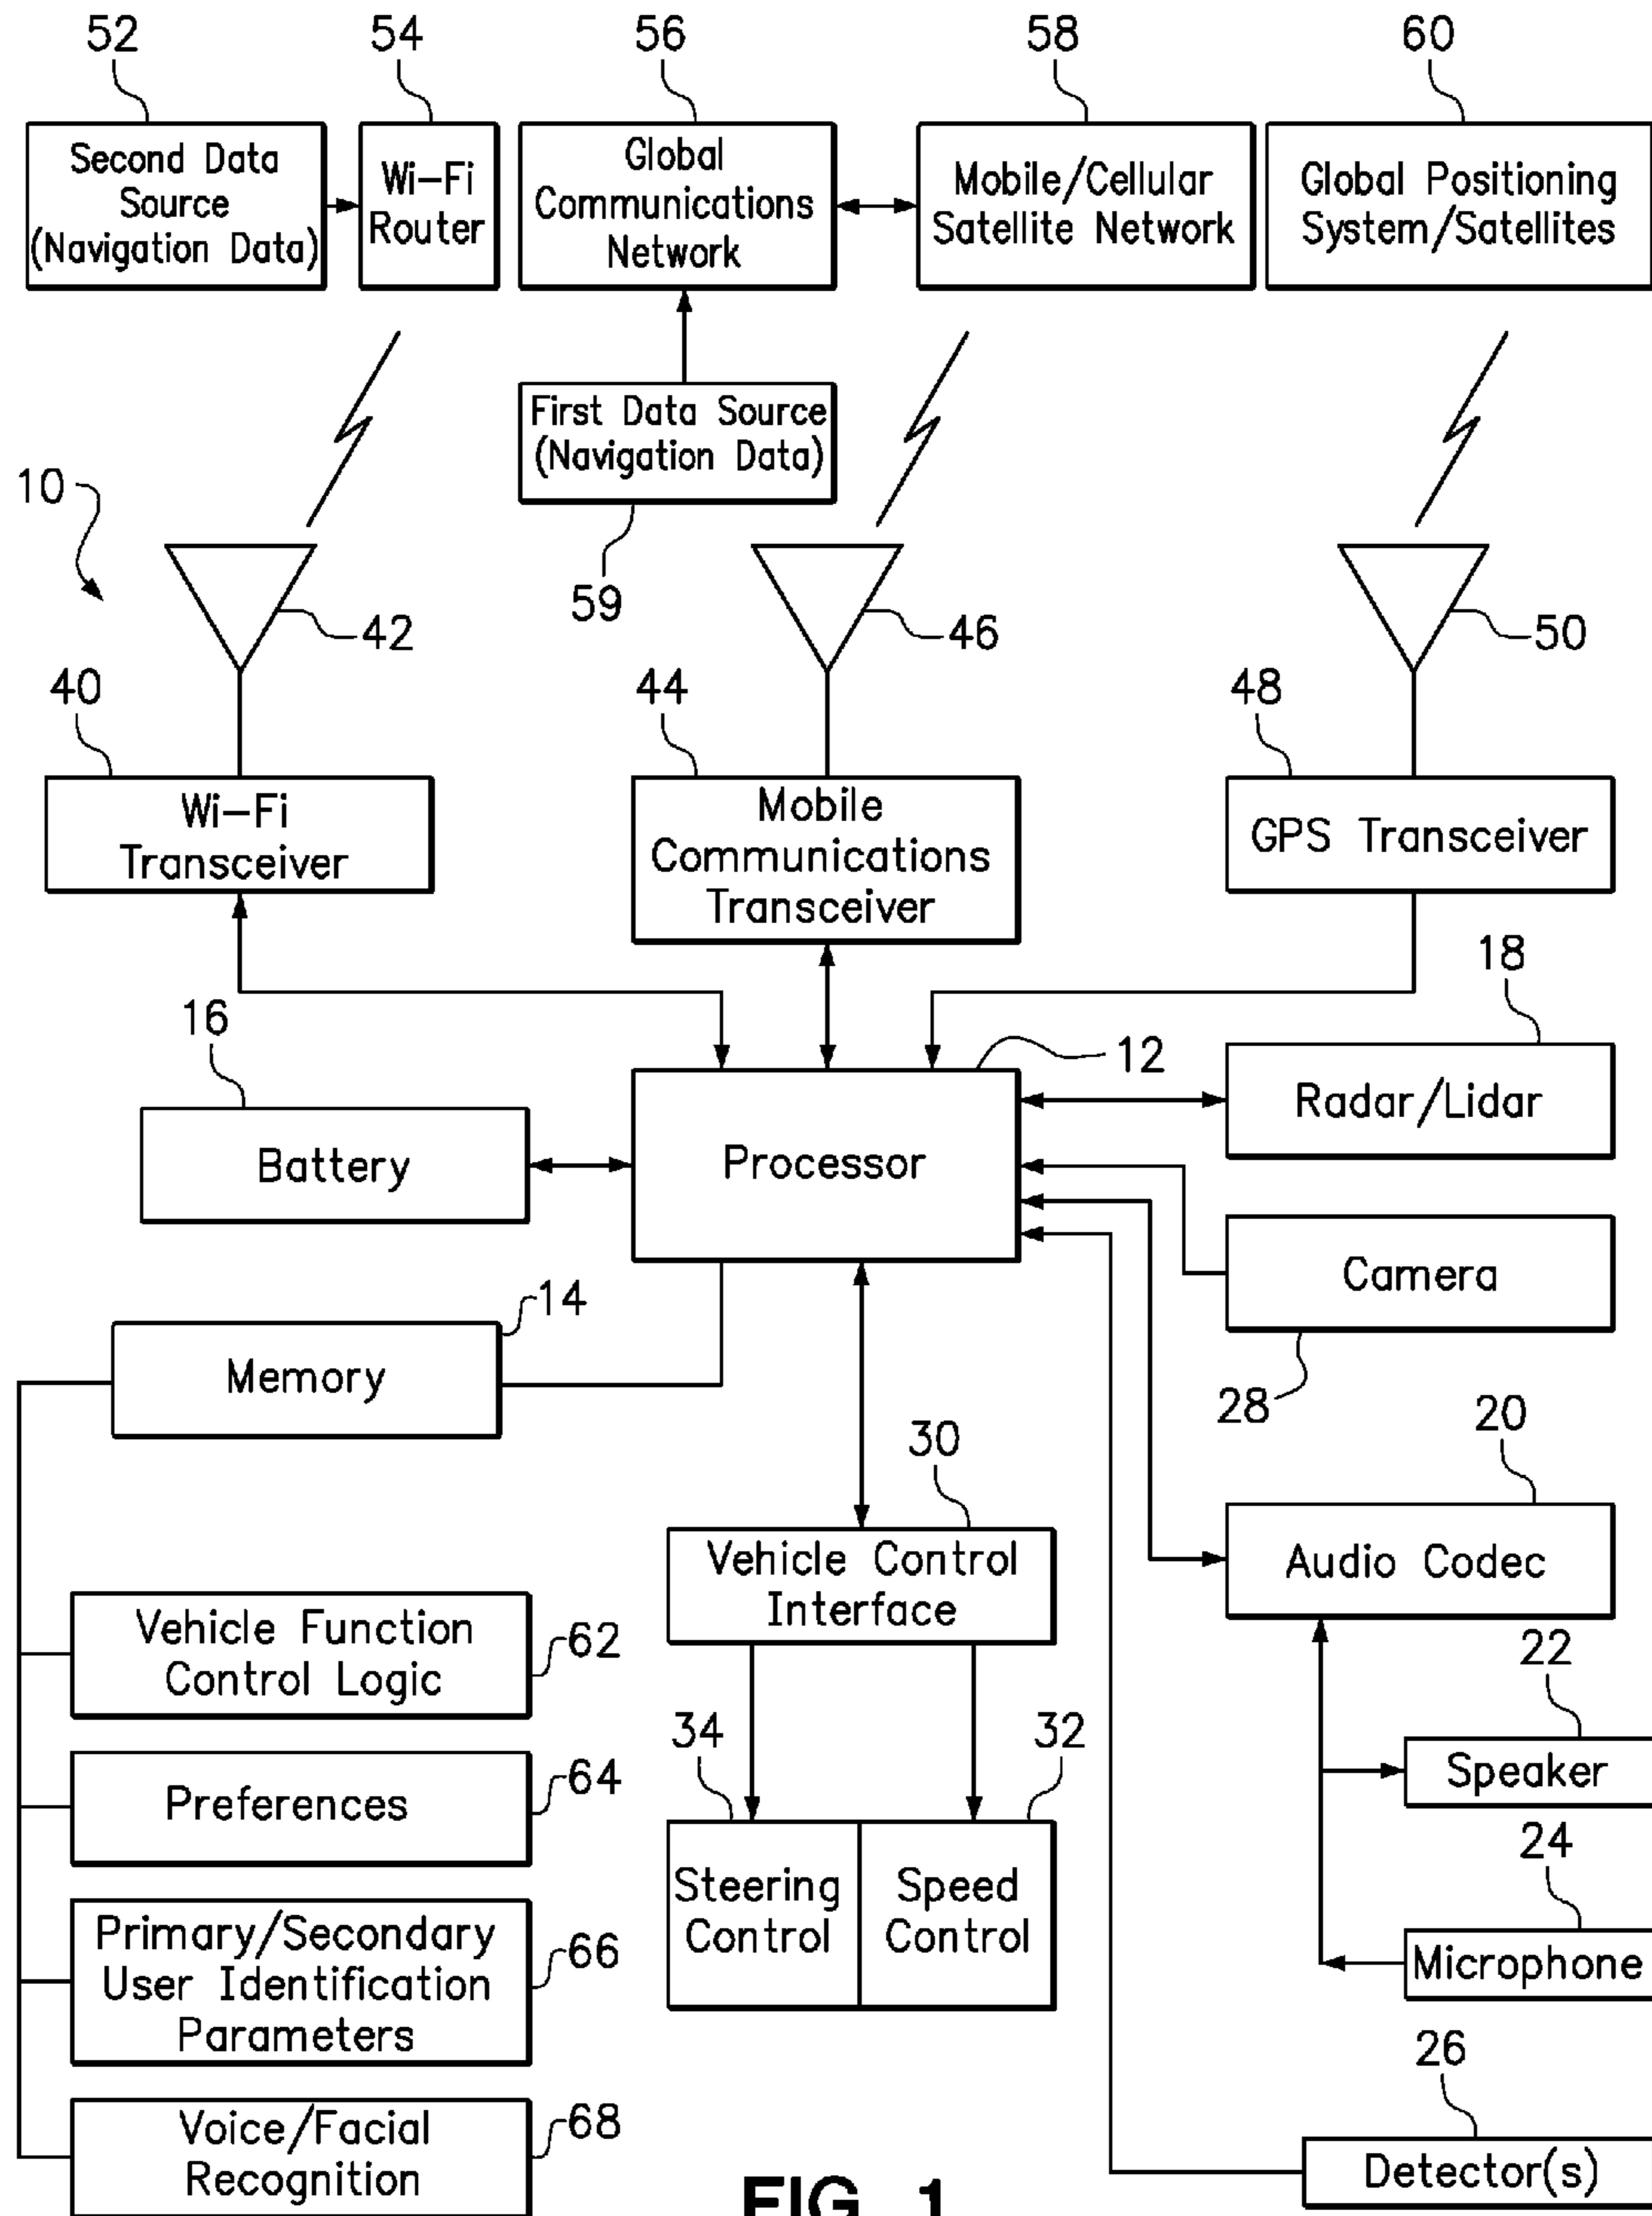 52
54
56
58
60
Second Data
Source
(Navigation Data)
Wi-Fi
Router
Global
Communications
Network
Mobile/Cellular
Satellite Network
Global Positioning
System/Satellites
First Data Source
(Navigation Data)
59
10
42
46
50
40
44
48
Wi-Fi
Transceiver
Mobile
Communications
Transceiver
GPS Transceiver
18
16
12
Radar/Lidar
Battery
Processor
Camera
28
14
Memory
30
20
Vehicle Control
Interface
Audio Codec
Vehicle Function
Control Logic
62
22
34
32
Speaker
Preferences
64
24
Steering
Control
Speed
Control
Primary/Secondary
User Identification
Parameters
66
Microphone
26
Voice/Facial
Recognition
68
Detector(s)
FIG. 1